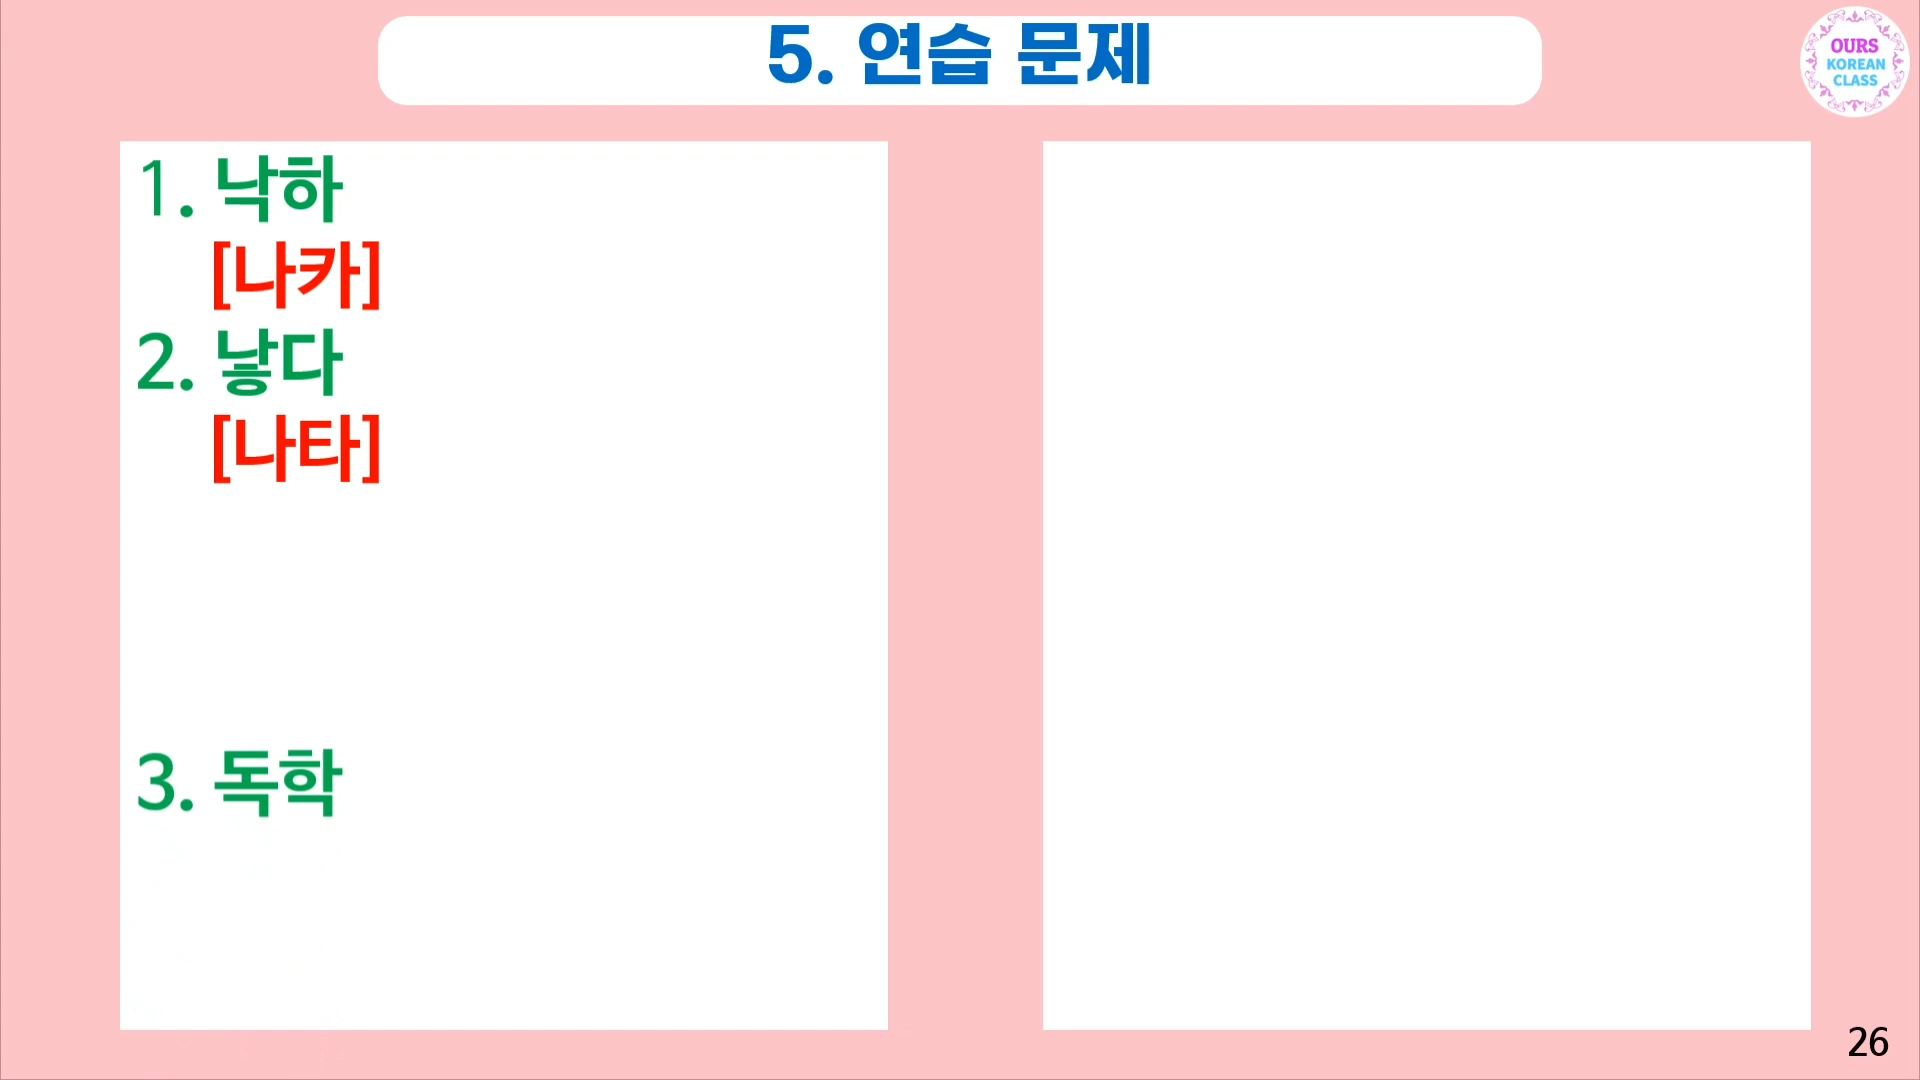 5. 연습 문제
OURS
KOREAN
CLASS
1. 낙하
[나카]
2. 낳다
[나타]
3. 독학
26